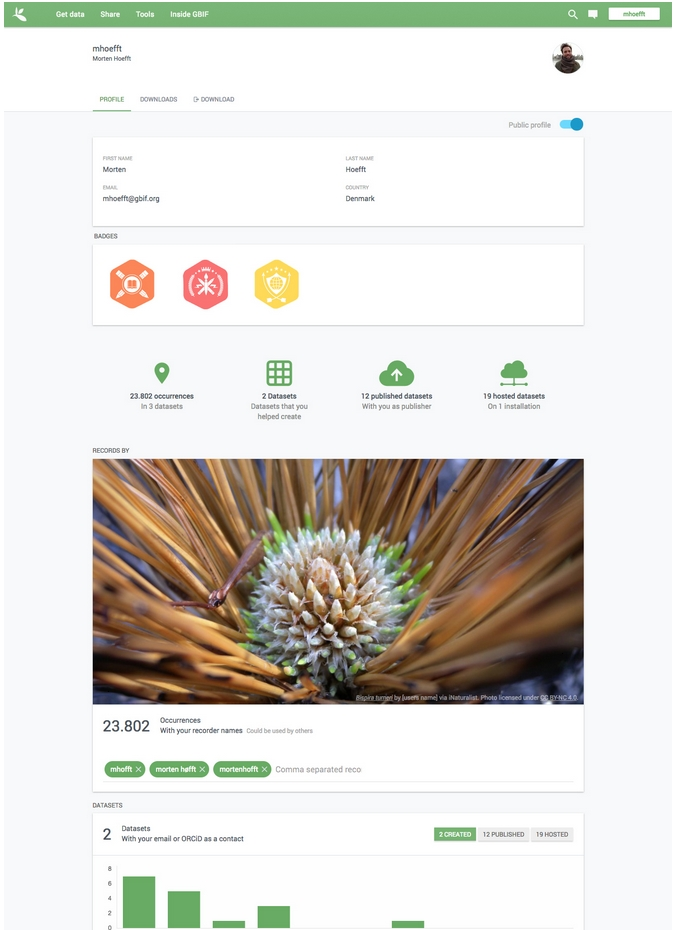 Get data Share Tools Inside GBIF mhoefft
mhoefft
Morten Hoefft
PROFILE DOWNLOADS DOWNLOAD
Public profile
FIRST NAME LAST NAME
Morten Hoefft
EMAIL COUNTRY
mhoefft@gbif.org Denmark
BADGES
23.802 occurrences 2 Datasets 12 published datasets 19 hosted datasets
In 3 datasets Datasets that you With you as publisher On 1 installation
helped create
RECORDS BY
Bispira turneri by [users name] via iNaturalist. Photo licensed under CC BY-NC 4.0
23.802 Occurrences
With your recorder names Could be used by others
mhofft morten høfft mortenhofft Comma separated reco
DATASETS
2 Datasets
With your email or ORCiD as a contact 2 CREATED 12 PUBLISHED 19 HOSTED
8
6
4
2
0